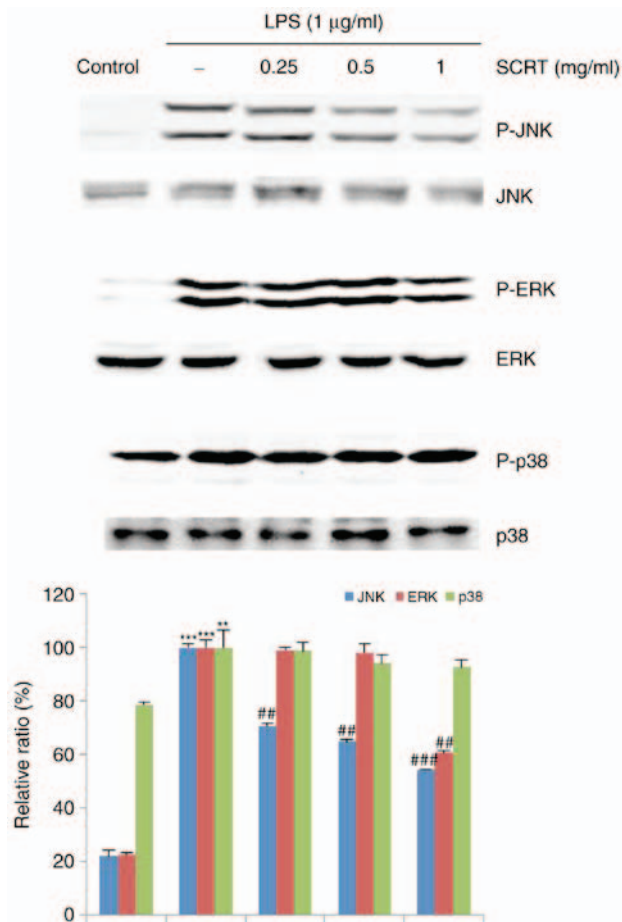 LPS (1 µg/ml)
Control – 0.25 0.5 1 SCRT (mg/ml)
P-JNK
JNK
P-ERK
ERK
P-p38
p38
JNK ERK p38
Relative ratio (%)
120
100
80
60
40
20
0
*** *** **
##
##
### ##